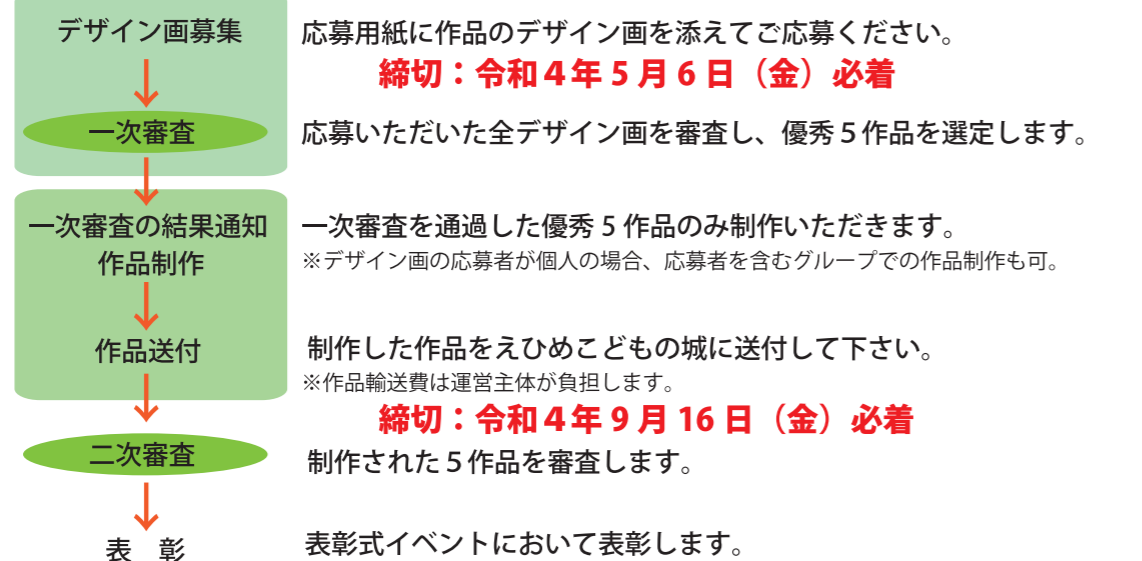 デザイン画募集
応募用紙に作品のデザイン画を添えてご応募ください。
締切：令和４年５月６日（金）必着
一次審査
応募いただいた全デザイン画を審査し、優秀５作品を選定します。
一次審査の結果通知
作品制作
一次審査を通過した優秀５作品のみ制作いただきます。
※デザイン画の応募者が個人の場合、応募者を含むグループでの作品制作も可。
作品送付
制作した作品をえひめこどもの城に送付して下さい。
※作品輸送費は運営主体が負担します。
締切：令和４年９月 16 日（金）必着
二次審査
制作された５作品を審査します。
表　彰
表彰式イベントにおいて表彰します。